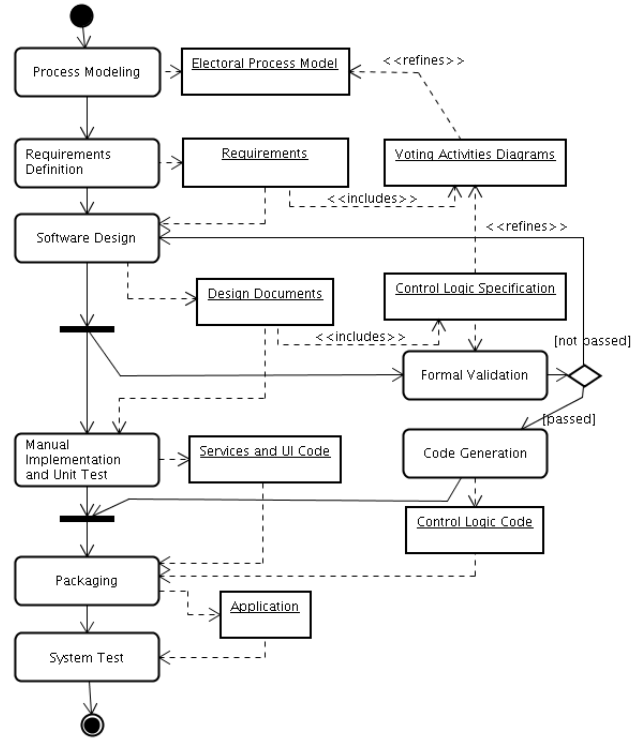 Process Modeling
Electoral Process Model
<<refines>>
Requirements
Definition
Requirements
Voting Activities Diagrams
<<includes>>
Software Design
<<refines>>
Design Documents
Control Logic Specification
<<includes>>
[not passed]
Formal Validation
[passed]
Manual
Implementation
and Unit Test
Services and UI Code
Code Generation
Control Logic Code
Packaging
Application
System Test